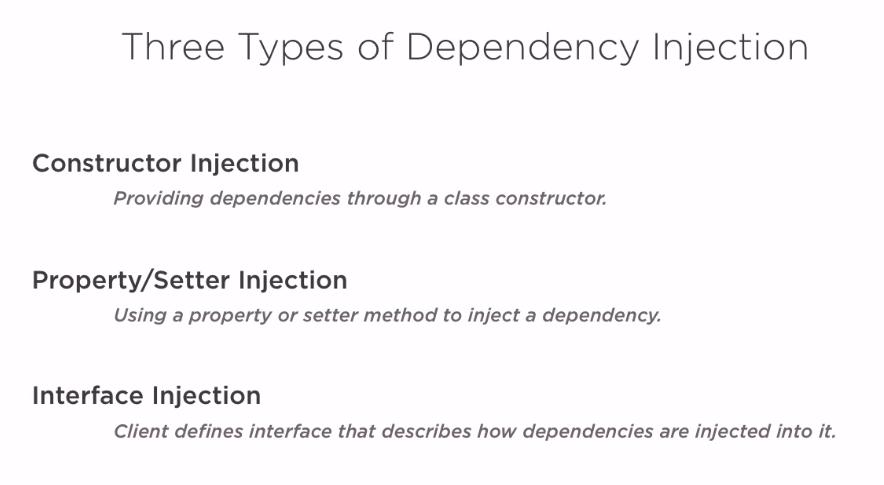 Three Types of Dependency Injection
Constructor Injection
Providing dependencies through a class constructor.
Property/Setter Injection
Using a property or setter method to inject a dependency.
Interface Injection
Client defines interface that describes how dependencies are injected into it.